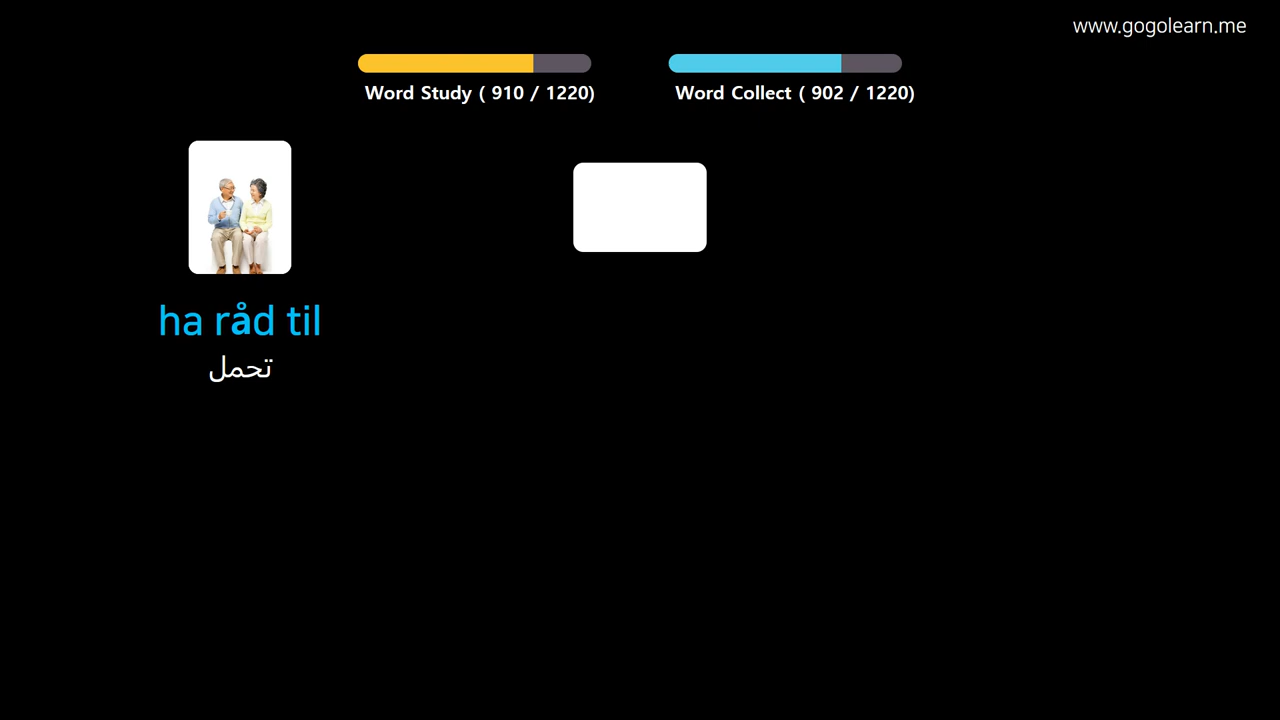 www.gogolearn.me
Word Study ( 910 / 1220)
Word Collect ( 902 / 1220)
ha råd til
تحمل